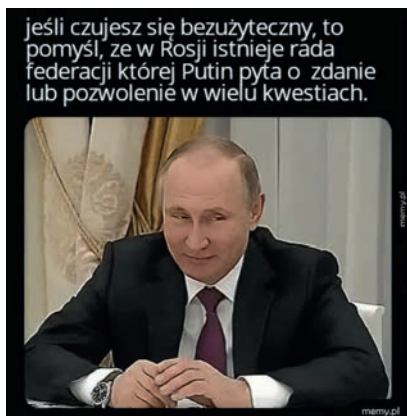 jeśli czujesz się bezużyteczny, to
pomyśl, ze w Rosji istnieje rada
federacji której Putin pyta o zdanie
lub pozwolenie w wielu kwestiach.
memy.pl
memy.pl